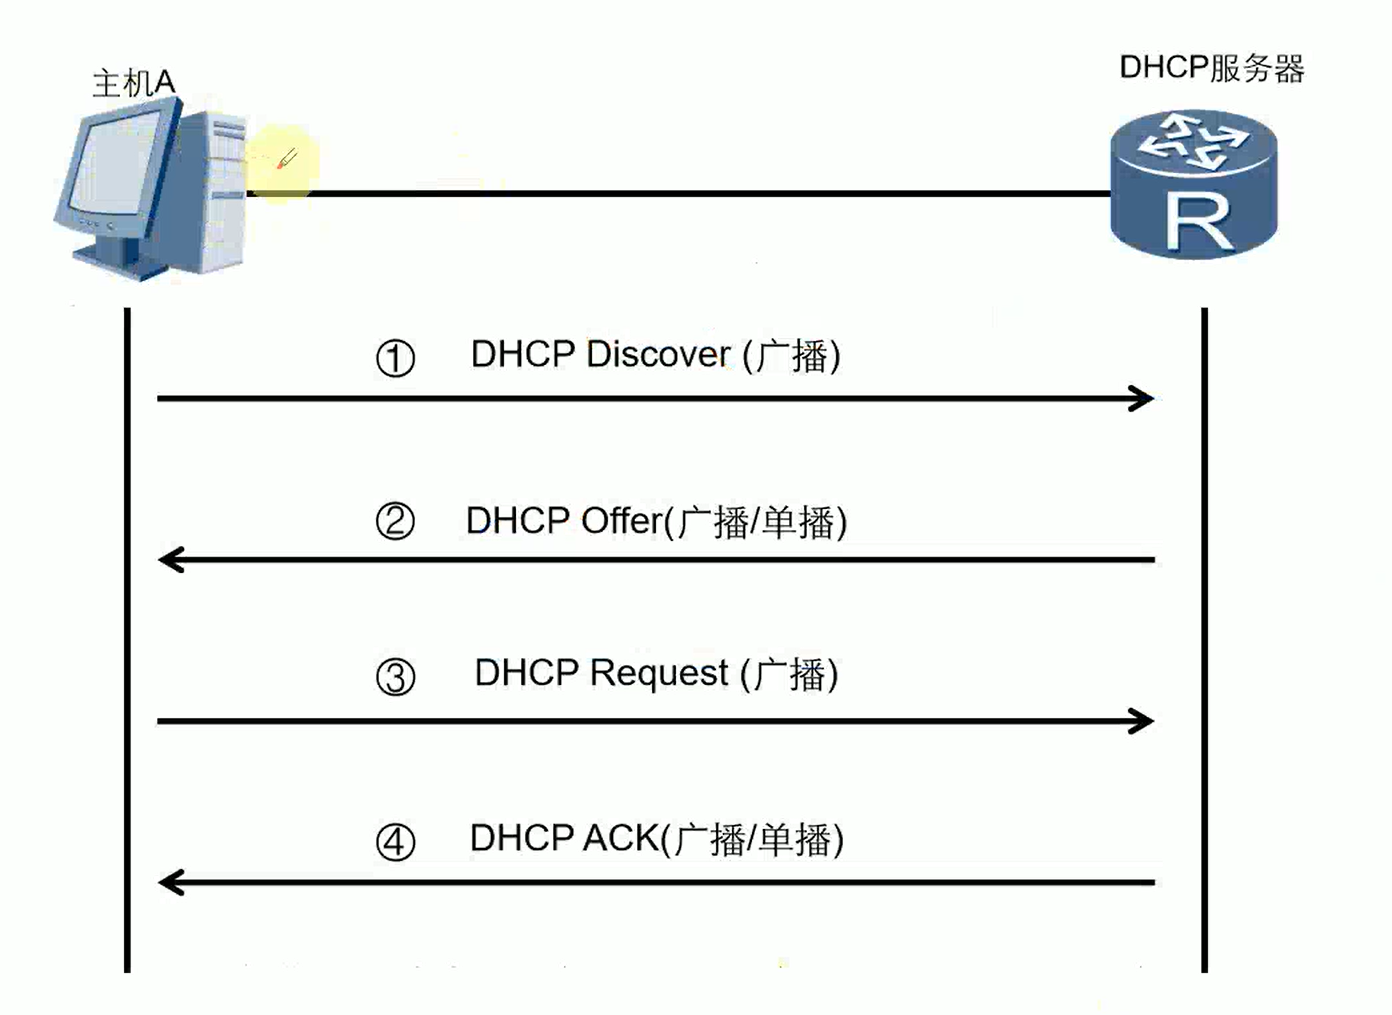 主机A
DHCP服务器
R
① DHCP Discover (广播)
② DHCP Offer(广播/单播)
③ DHCP Request (广播)
④ DHCP ACK(广播/单播)